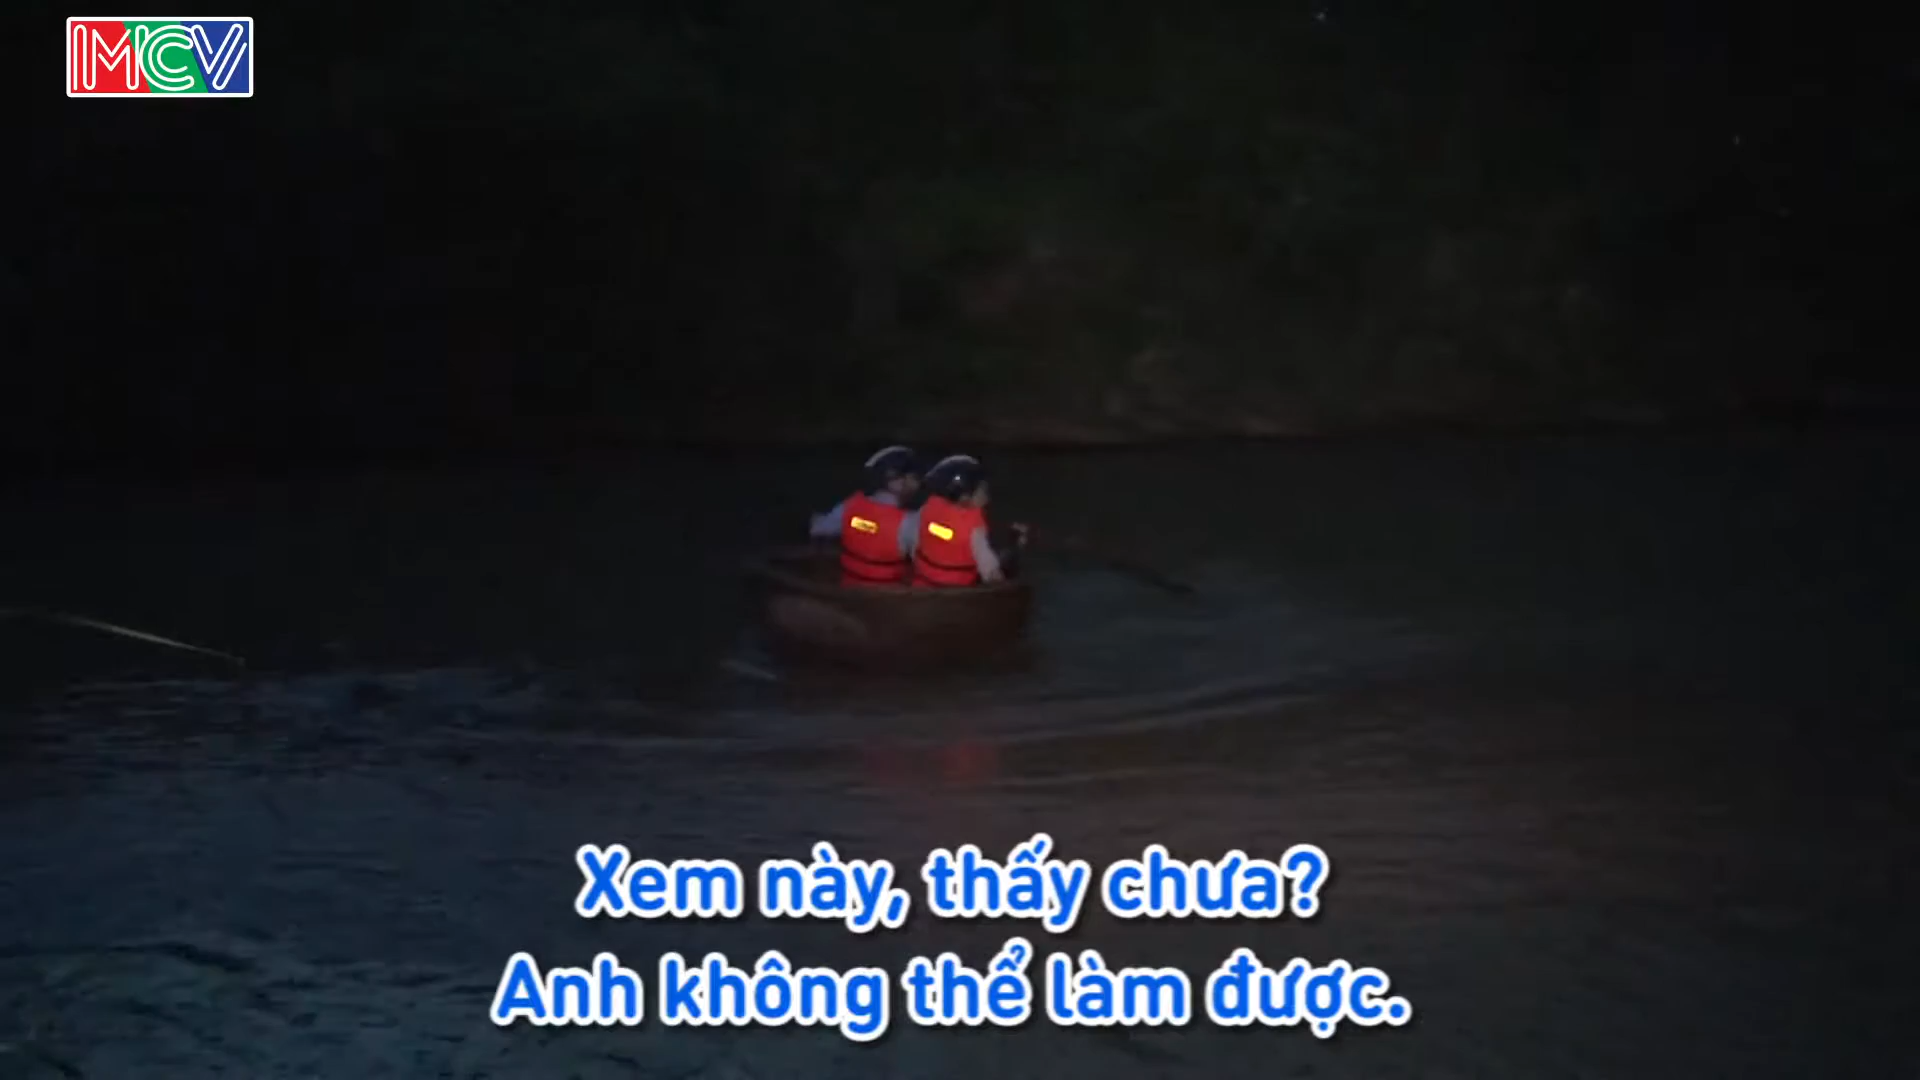 MCV
Xem này, thấy chưa?
Anh không thể làm được.